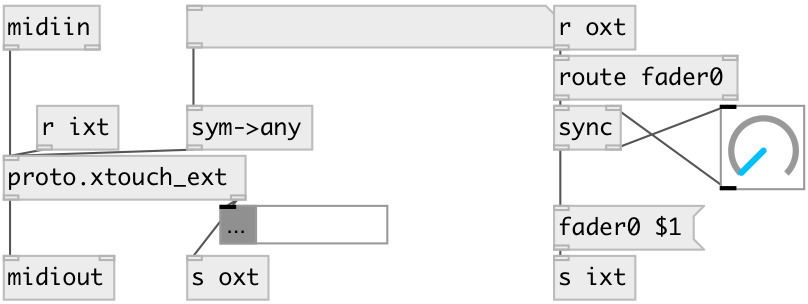 midiin
r oxt
route fader0
r ixt
sym->any
sync
proto.xtouch_ext
...
fader0 $1
midiout
s oxt
s ixt